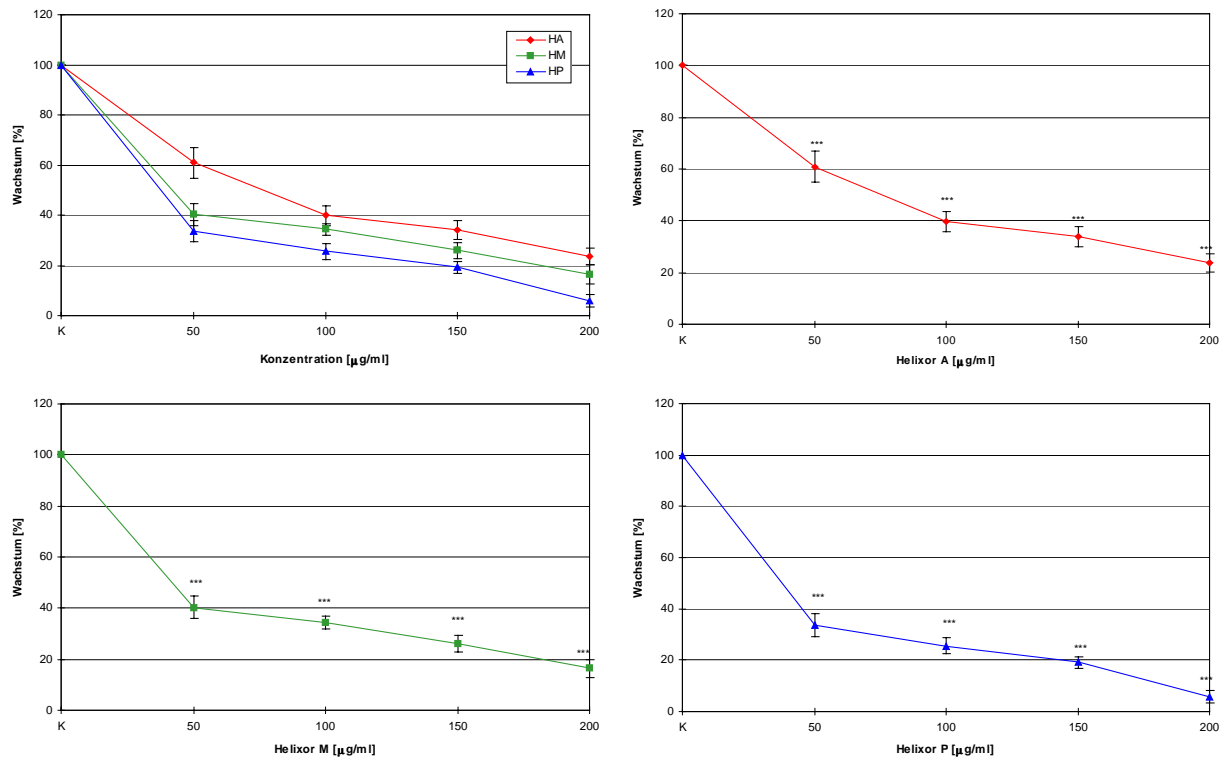 120
100
80
60
40
20
0
Wachstum [%]
HA
HM
HP
K 50 100 150 200
Konzentration [µg/ml]
120
100
80
60
40
20
0
Wachstum [%]
***
***
***
***
K 50 100 150 200
Helixor A [µg/ml]
120
100
80
60
40
20
0
Wachstum [%]
***
***
***
***
K 50 100 150 200
Helixor M [µg/ml]
120
100
80
60
40
20
0
Wachstum [%]
***
***
***
***
K 50 100 150 200
Helixor P [µg/ml]